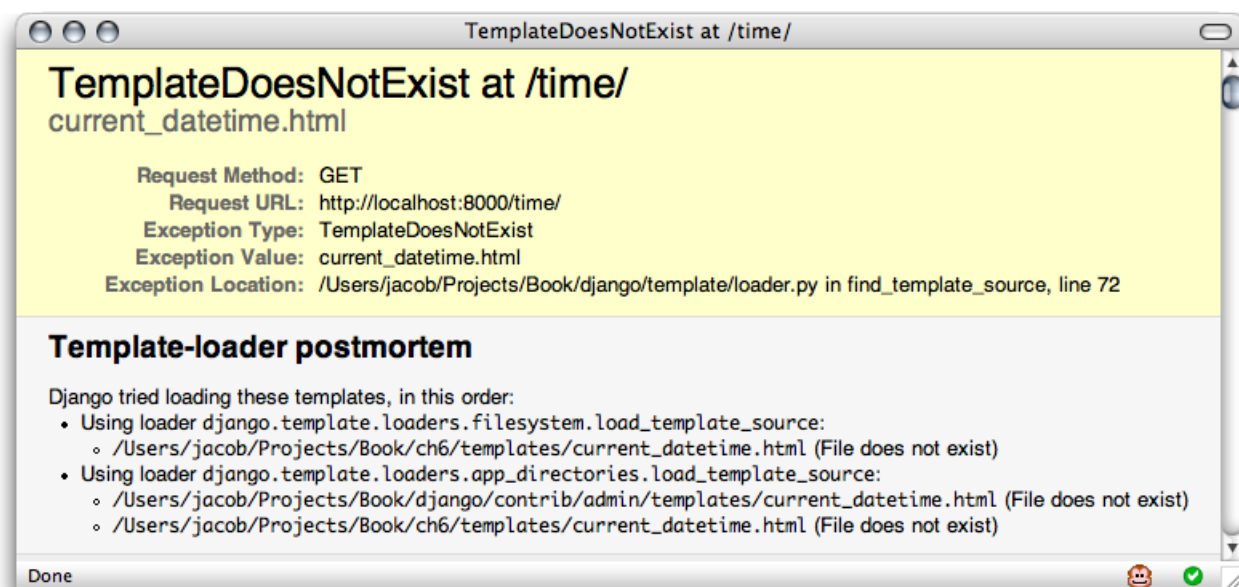 TemplateDoesNotExist at /time/
TemplateDoesNotExist at /time/
current_datetime.html
Request Method: GET
Request URL: http://localhost:8000/time/
Exception Type: TemplateDoesNotExist
Exception Value: current_datetime.html
Exception Location: /Users/jacob/Projects/Book/django/template/loader.py in find_template_source, line 72
Template-loader postmortem
Django tried loading these templates, in this order:
• Using loader django.template.loaders.filesystem.load_template_source:
◦ /Users/jacob/Projects/Book/ch6/templates/current_datetime.html (File does not exist)
• Using loader django.template.loaders.app_directories.load_template_source:
◦ /Users/jacob/Projects/Book/django/contrib/admin/templates/current_datetime.html (File does not exist)
◦ /Users/jacob/Projects/Book/ch6/templates/current_datetime.html (File does not exist)
Done